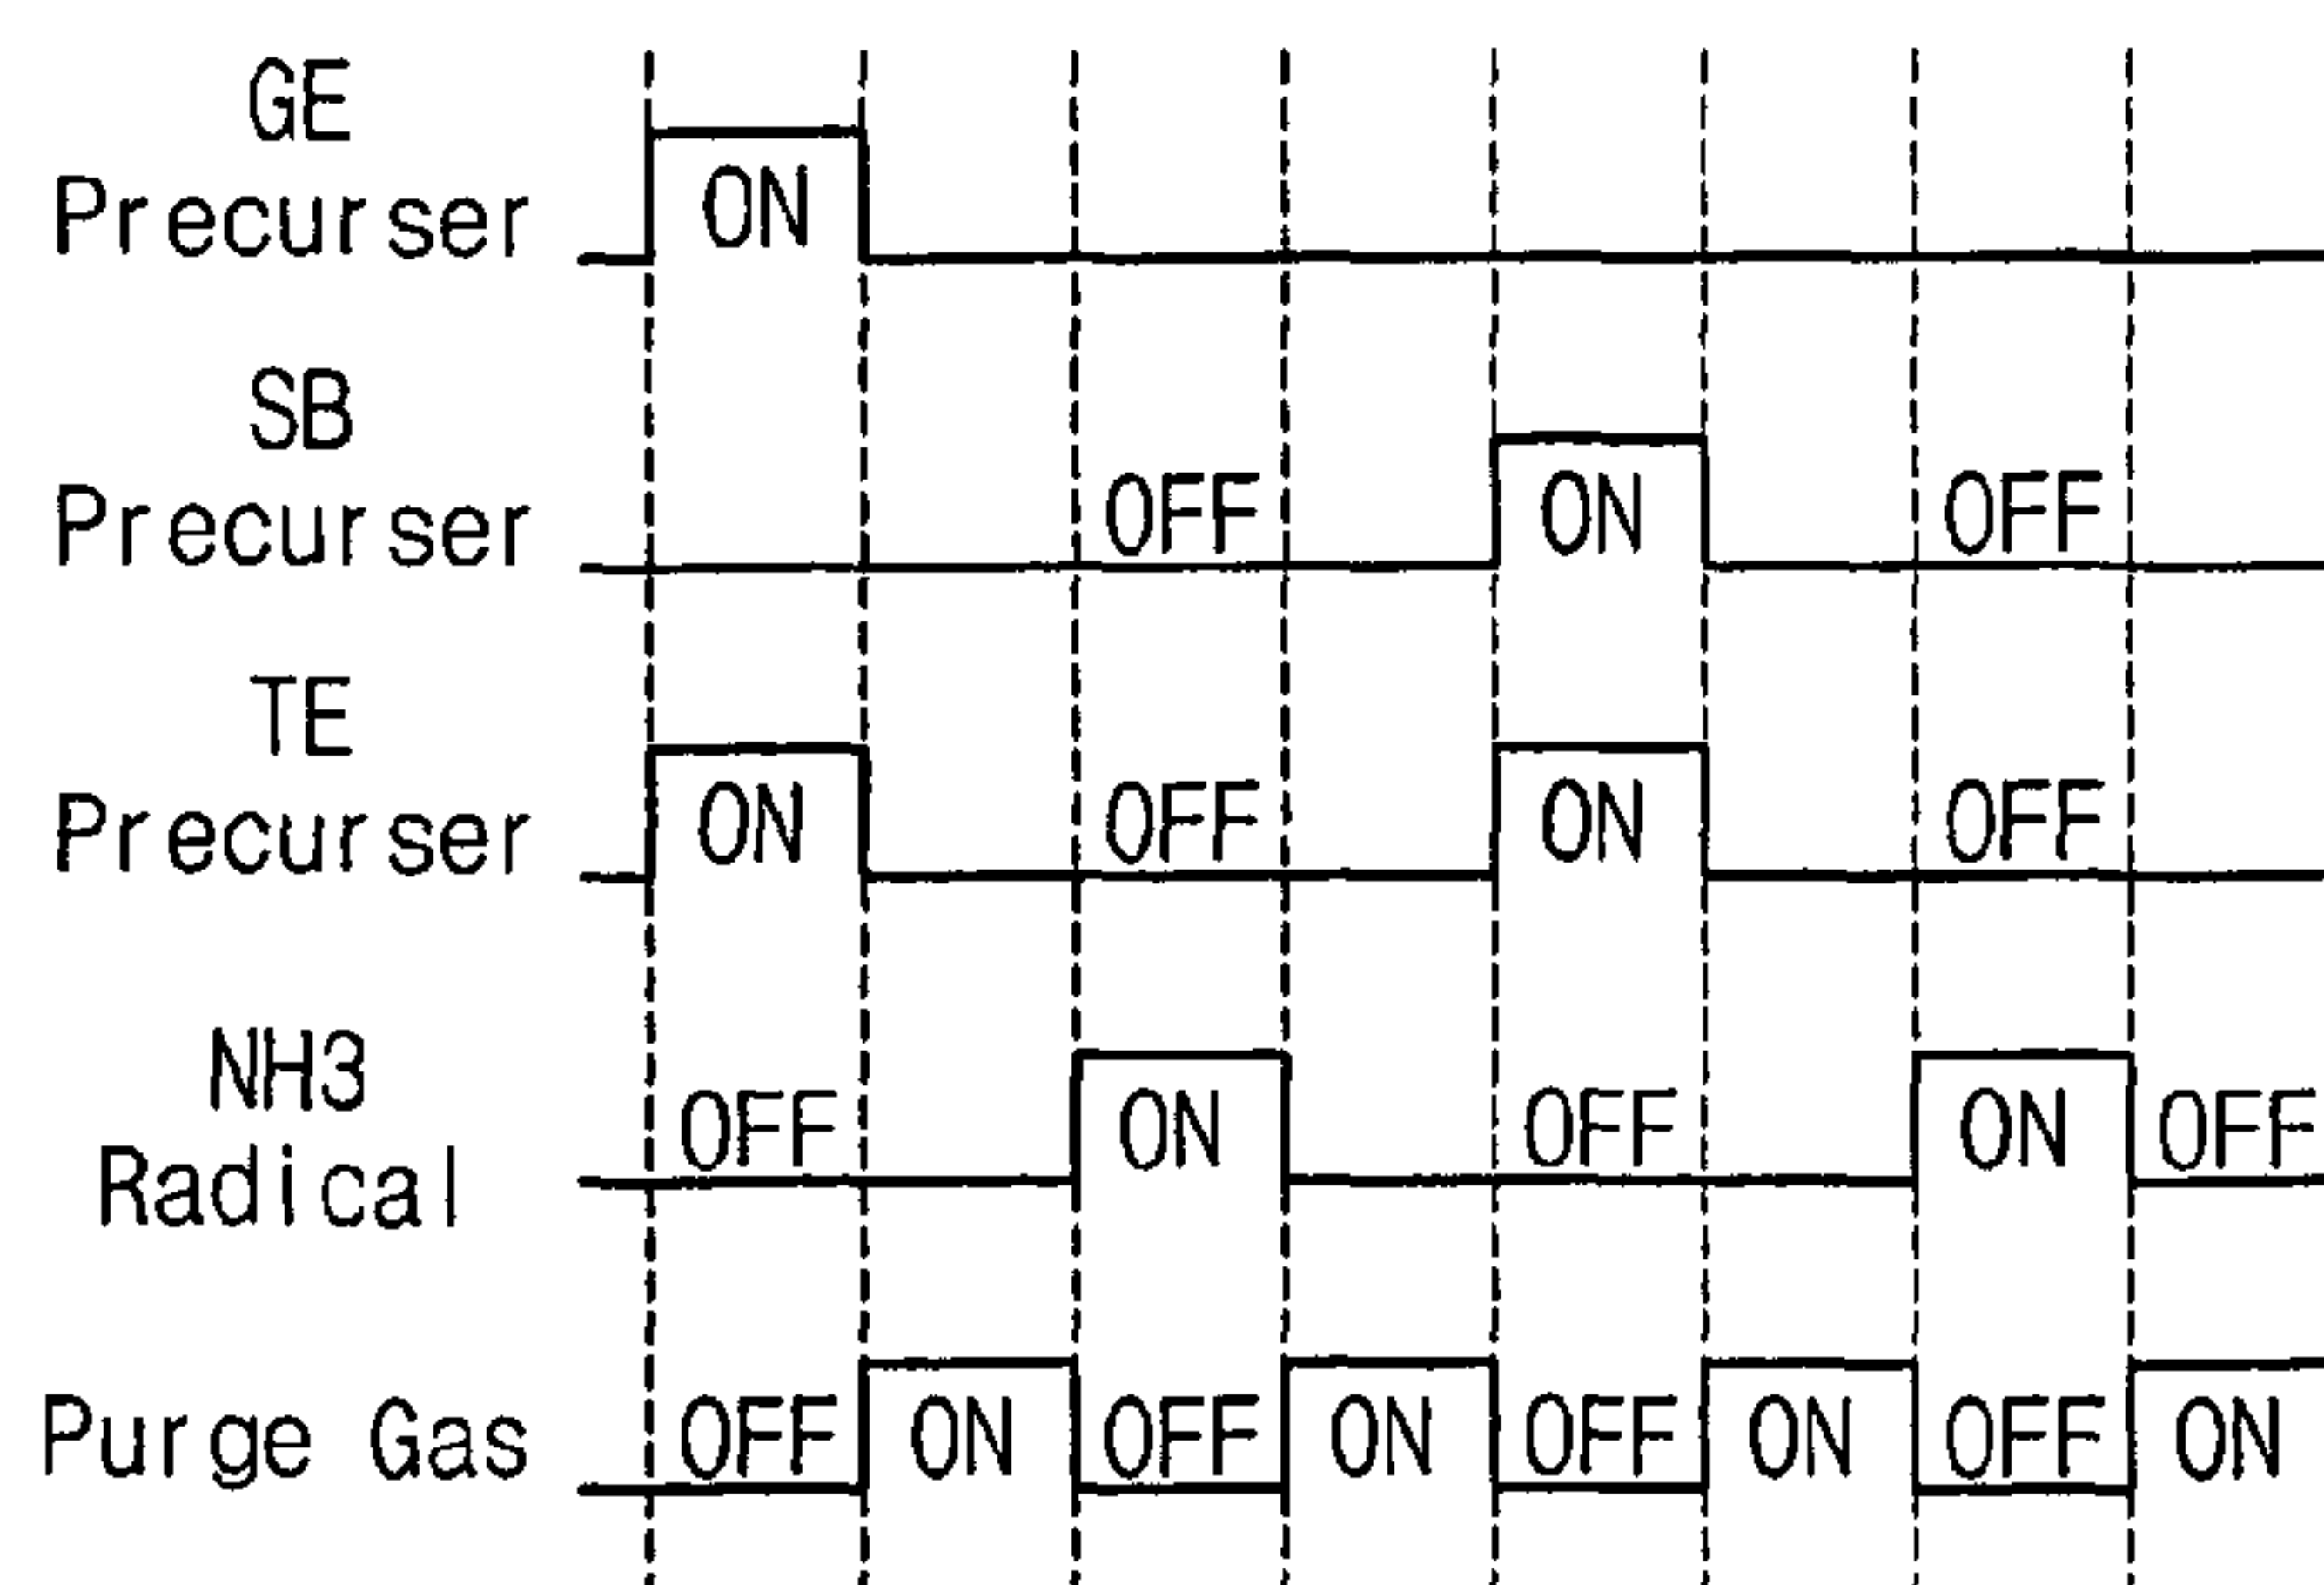 GE
Precurser
ON
SB
Precurser
OFF ON OFF
TE
Precurser
ON OFF ON OFF
NH3
Radical
OFF ON OFF ON OFF
Purge Gas
OFF ON OFF ON OFF ON OFF ON